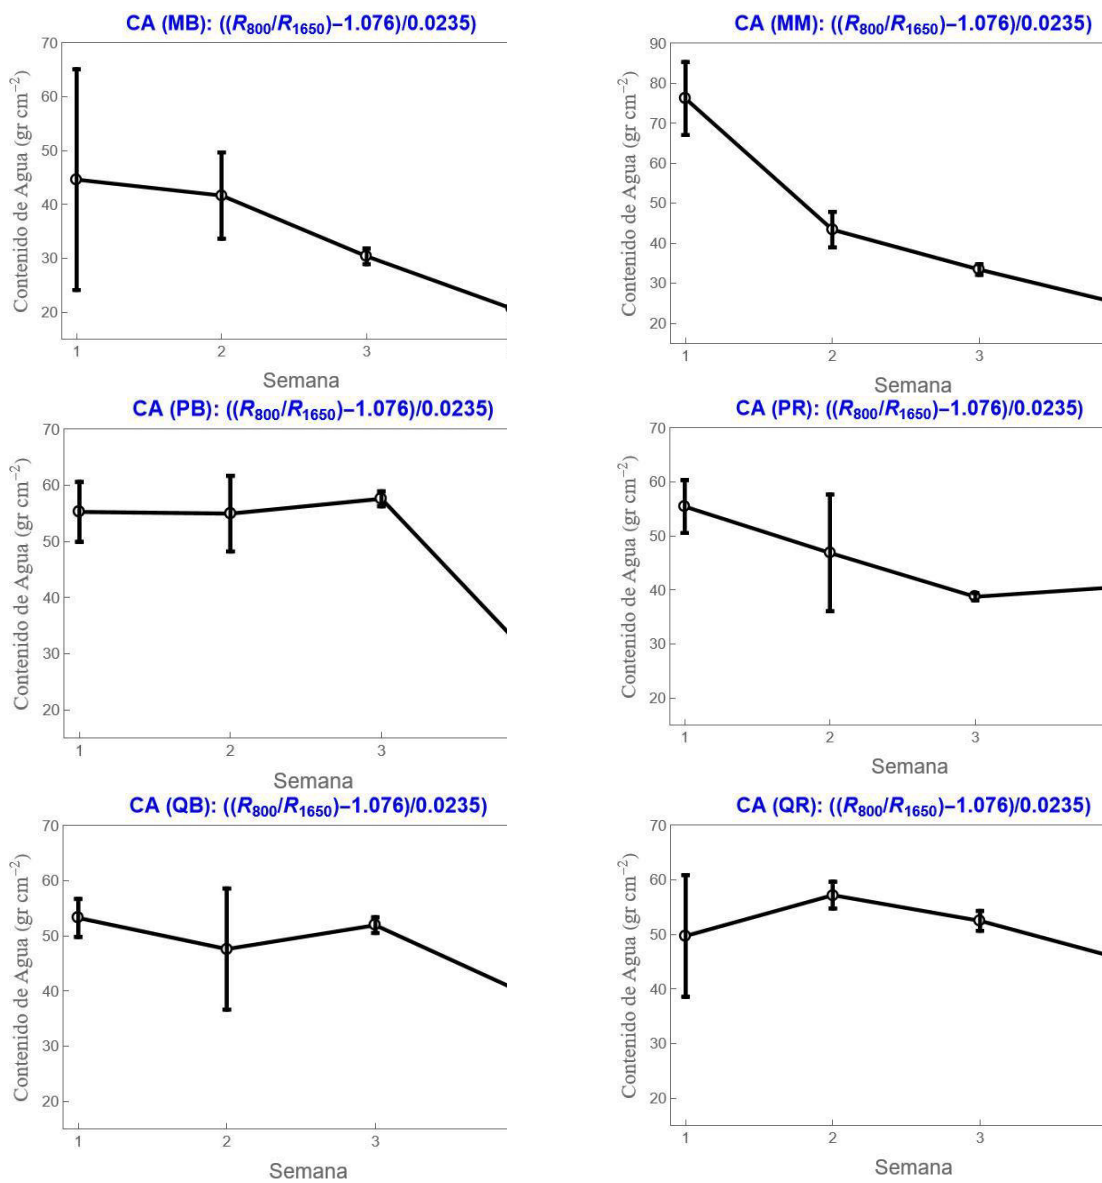 CA (MB): ((R800/R1650)−1.076)/0.0235)
70
60
50
40
30
20
Contenido de Agua (gr cm−2)
1 2 3
Semana
CA (MM): ((R800/R1650)−1.076)/0.0235)
90
80
70
60
50
40
30
20
Contenido de Agua (gr cm−2)
1 2 3
Semana
CA (PB): ((R800/R1650)−1.076)/0.0235)
70
60
50
40
30
20
Contenido de Agua (gr cm−2)
1 2 3
Semana
CA (PR): ((R800/R1650)−1.076)/0.0235)
70
60
50
40
30
20
Contenido de Agua (gr cm−2)
1 2 3
Semana
CA (QB): ((R800/R1650)−1.076)/0.0235)
70
60
50
40
30
20
Contenido de Agua (gr cm−2)
1 2 3
Semana
CA (QR): ((R800/R1650)−1.076)/0.0235)
70
60
50
40
30
20
Contenido de Agua (gr cm−2)
1 2 3
Semana